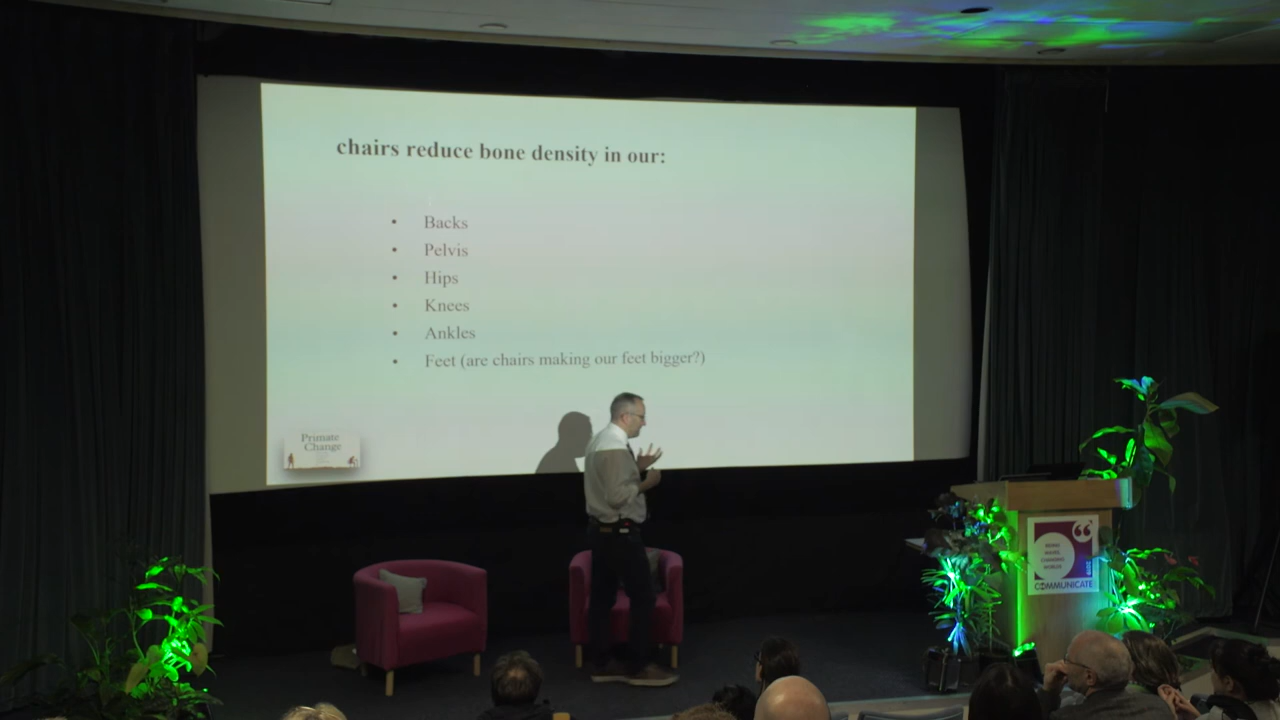 chairs reduce bone density in our:
• Backs
• Pelvis
• Hips
• Knees
• Ankles
• Feet (are chairs making our feet bigger?)
Primate
Change
COMMUNICATE